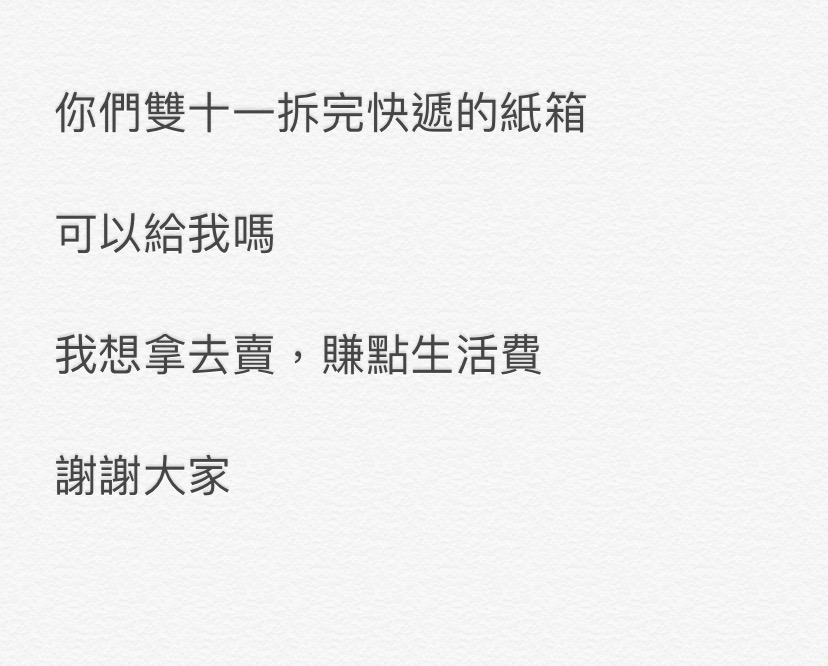 你們雙十一拆完快遞的紙箱
可以給我嗎
我想拿去賣，賺點生活費
謝謝大家